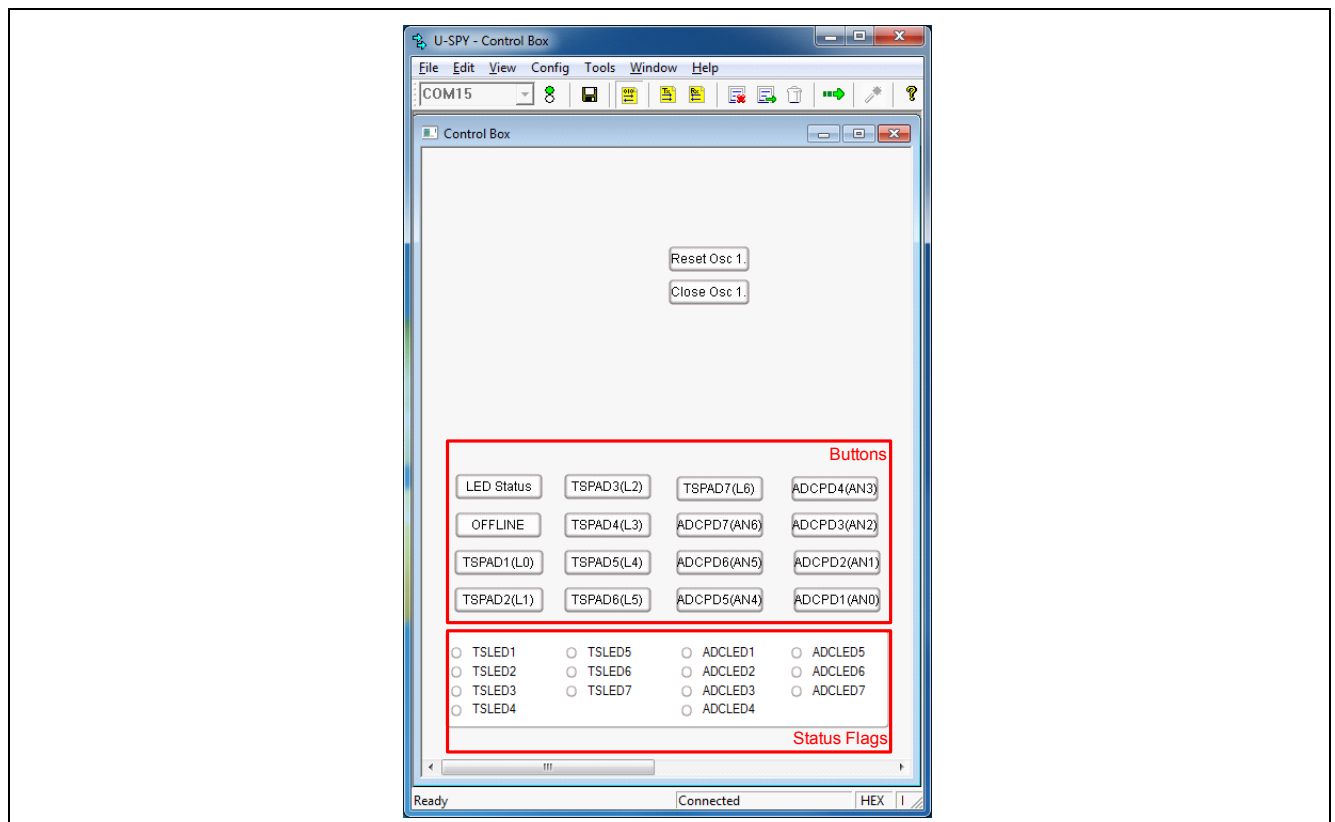 U-SPY - Control Box
File Edit View Config Tools Window Help
COM15
Control Box
Reset Osc 1.
Close Osc 1.
Buttons
LED Status TSPAD3(L2) TSPAD7(L6) ADCPD4(AN3)
OFFLINE TSPAD4(L3) ADCPD7(AN6) ADCPD3(AN2)
TSPAD1(L0) TSPAD5(L4) ADCPD6(AN5) ADCPD2(AN1)
TSPAD2(L1) TSPAD6(L5) ADCPD5(AN4) ADCPD1(AN0)
TSLED1 TSLED5 ADCLED1 ADCLED5
TSLED2 TSLED6 ADCLED2 ADCLED6
TSLED3 TSLED7 ADCLED3 ADCLED7
TSLED4 ADCLED4
Status Flags
Ready Connected HEX I